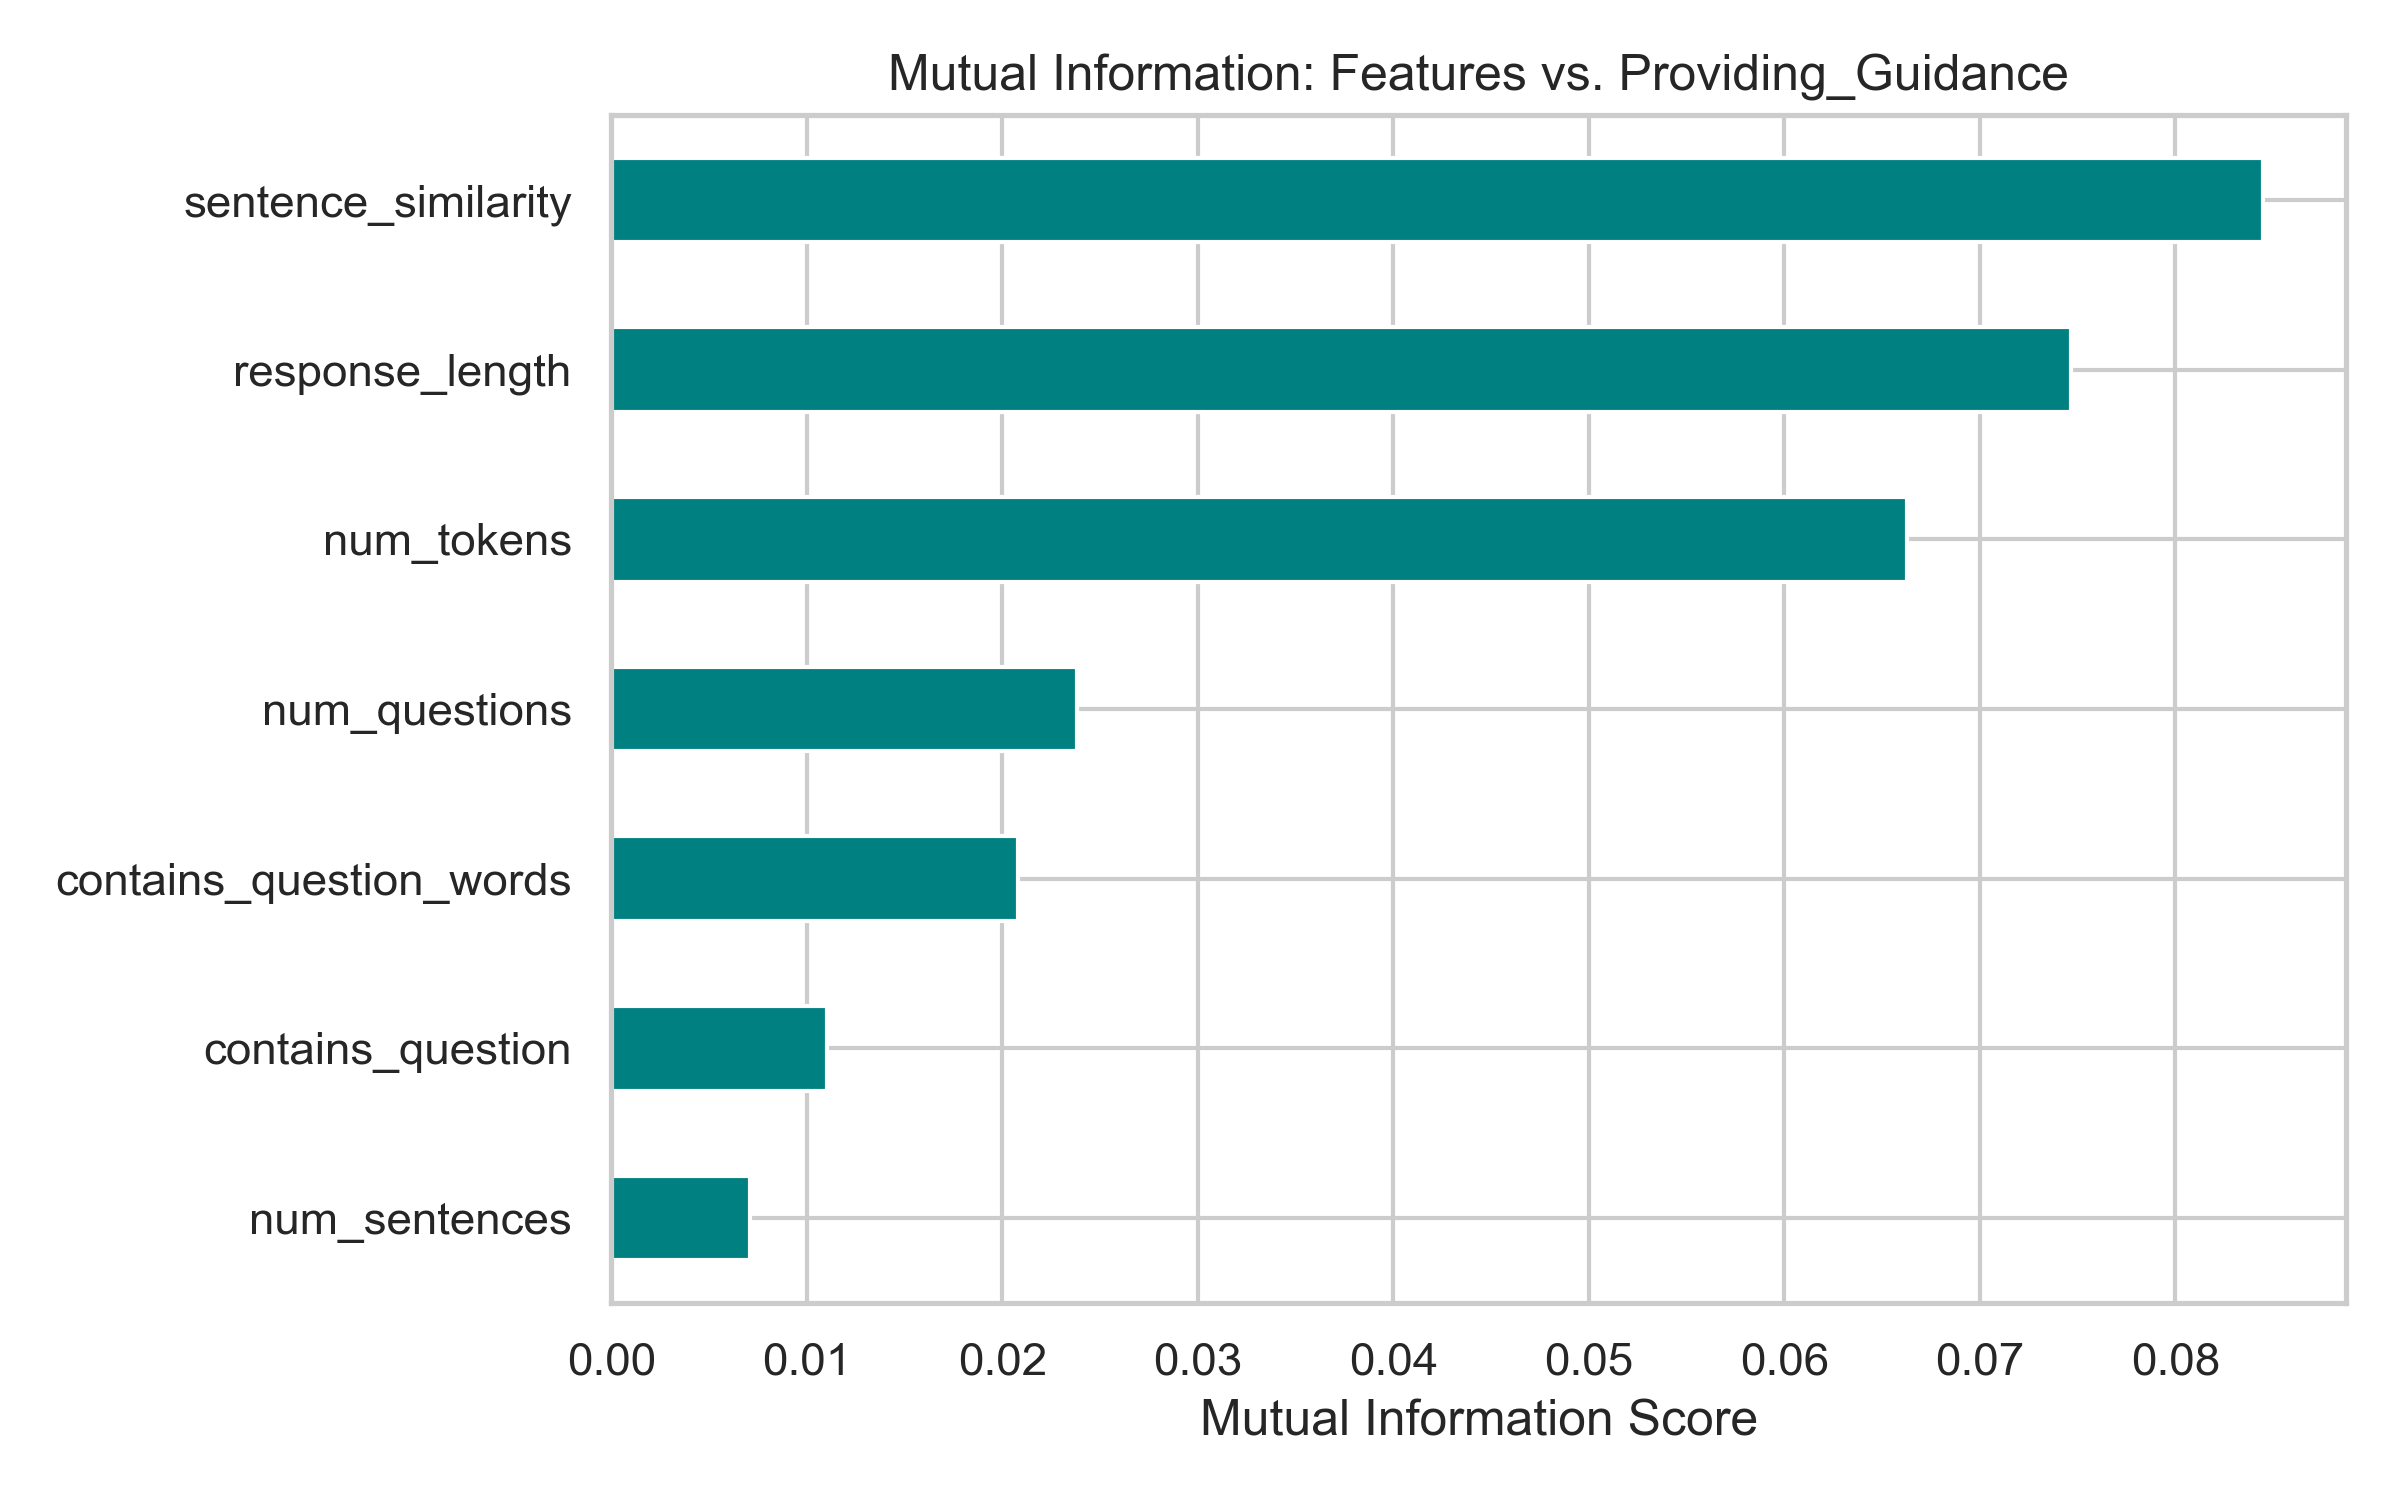 Mutual Information: Features vs. Providing_Guidance
sentence_similarity
response_length
num_tokens
num_questions
contains_question_words
contains_question
num_sentences
0.00 0.01 0.02 0.03 0.04 0.05 0.06 0.07 0.08
Mutual Information Score